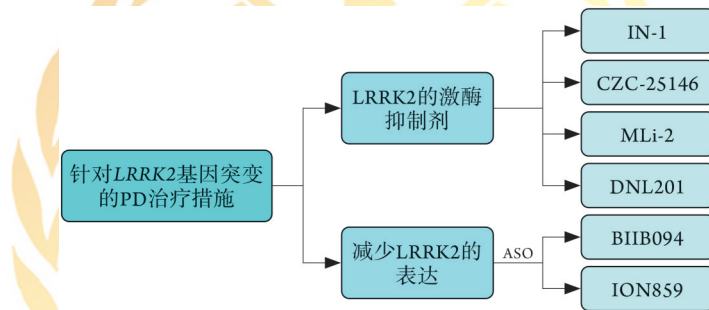 针对LRRK2基因突变
的PD治疗措施
LRRK2的激酶
抑制剂
IN-1
CZC-25146
MLi-2
DNL201
减少LRRK2的
表达
ASO
BIIB094
ION859